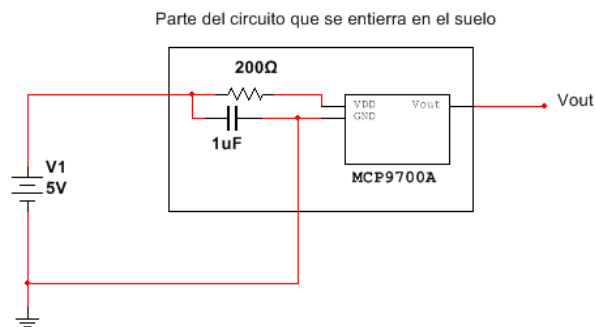 Parte del circuito que se entierra en el suelo
200Ω
VDD Vout
GND
Vout
1uF
MCP9700A
V1
5V